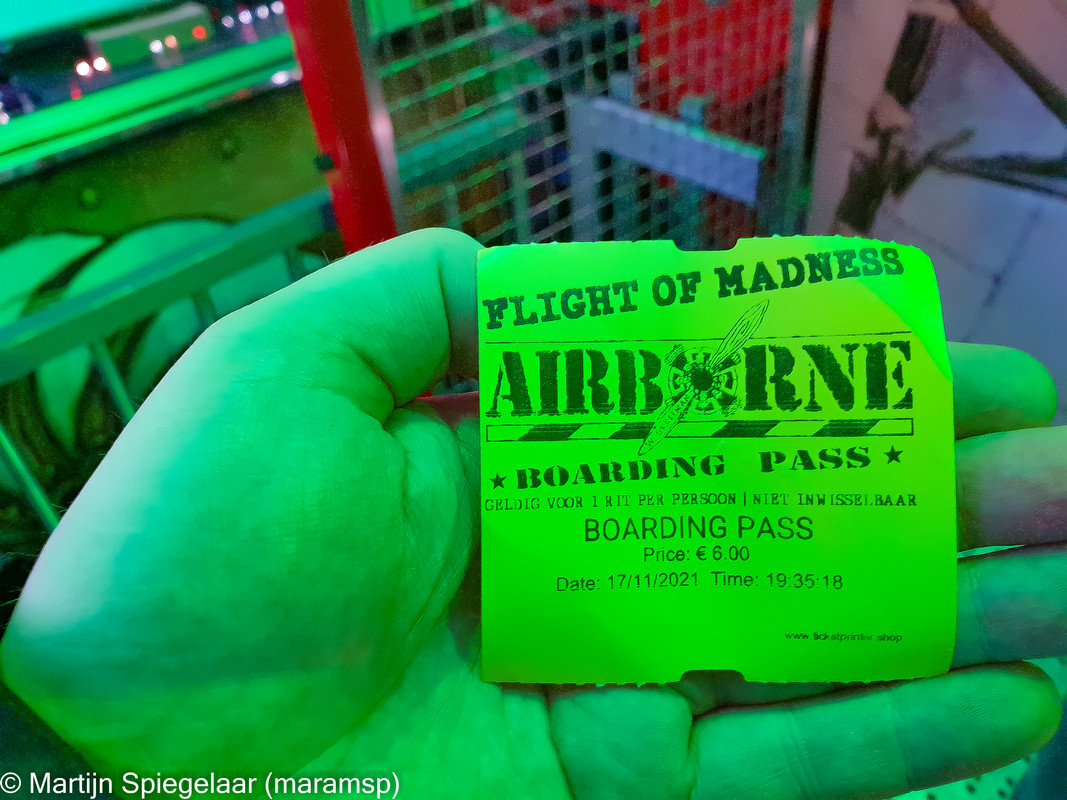 FLIGHT OF MADNESS
AIRBORNE
★ BOARDING PASS ★
GELDIG VOOR 1 RIT PER PERSOON | NIET INWISSELBAAR
BOARDING PASS
Price: € 6.00
Date: 17/11/2021 Time: 19:35:18
www.ticketprinter.shop
© Martijn Spiegelaar (maramsp)